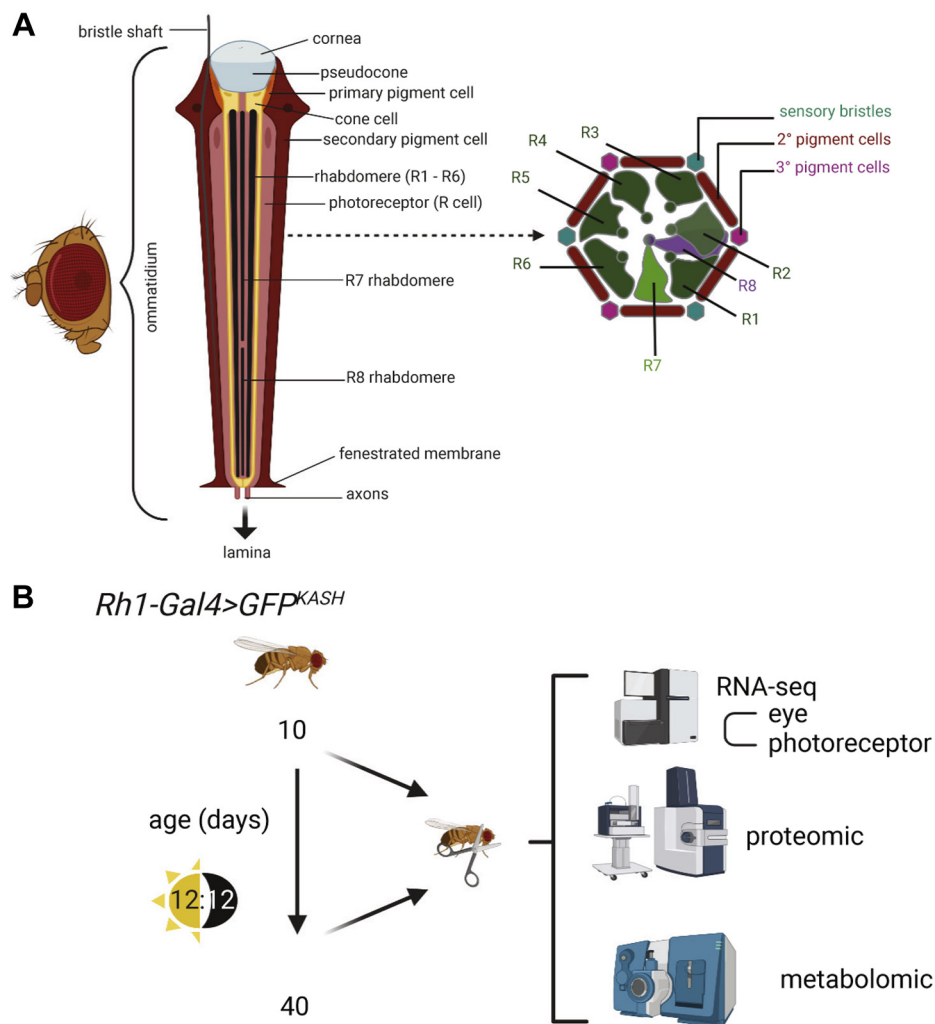 A
bristle shaft
cornea
pseudocone
primary pigment cell
cone cell
secondary pigment cell
rhabdomere (R1 - R6)
photoreceptor (R cell)
R7 rhabdomere
R8 rhabdomere
fenestrated membrane
axons
lamina
ommatidium
R3
R4
R5
R6
R7
R1
R8
R2
sensory bristles
2° pigment cells
3° pigment cells
B
Rh1-Gal4>GFP^KASH
10
age (days)
12:12
40
RNA-seq
eye
photoreceptor
proteomic
metabolomic